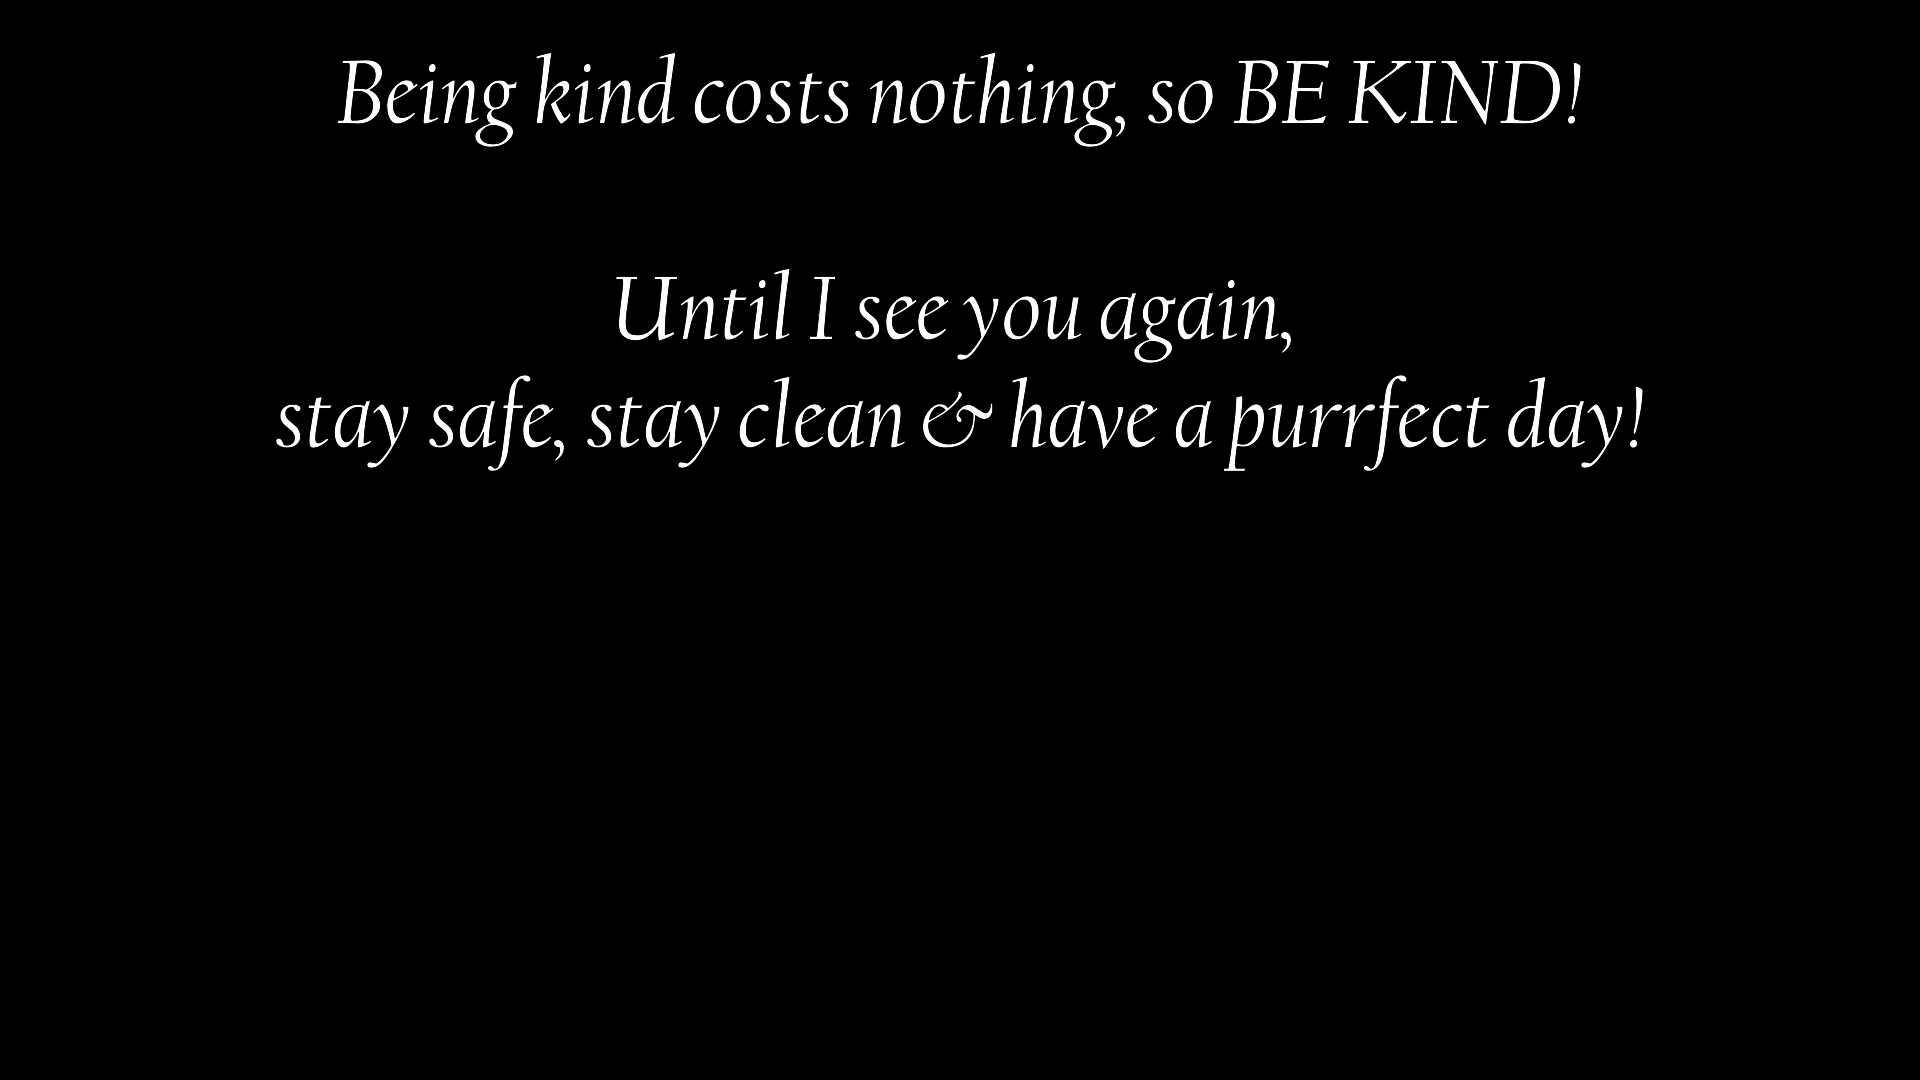 Being kind costs nothing, so BE KIND!
Until I see you again,
stay safe, stay clean & have a purrfect day!